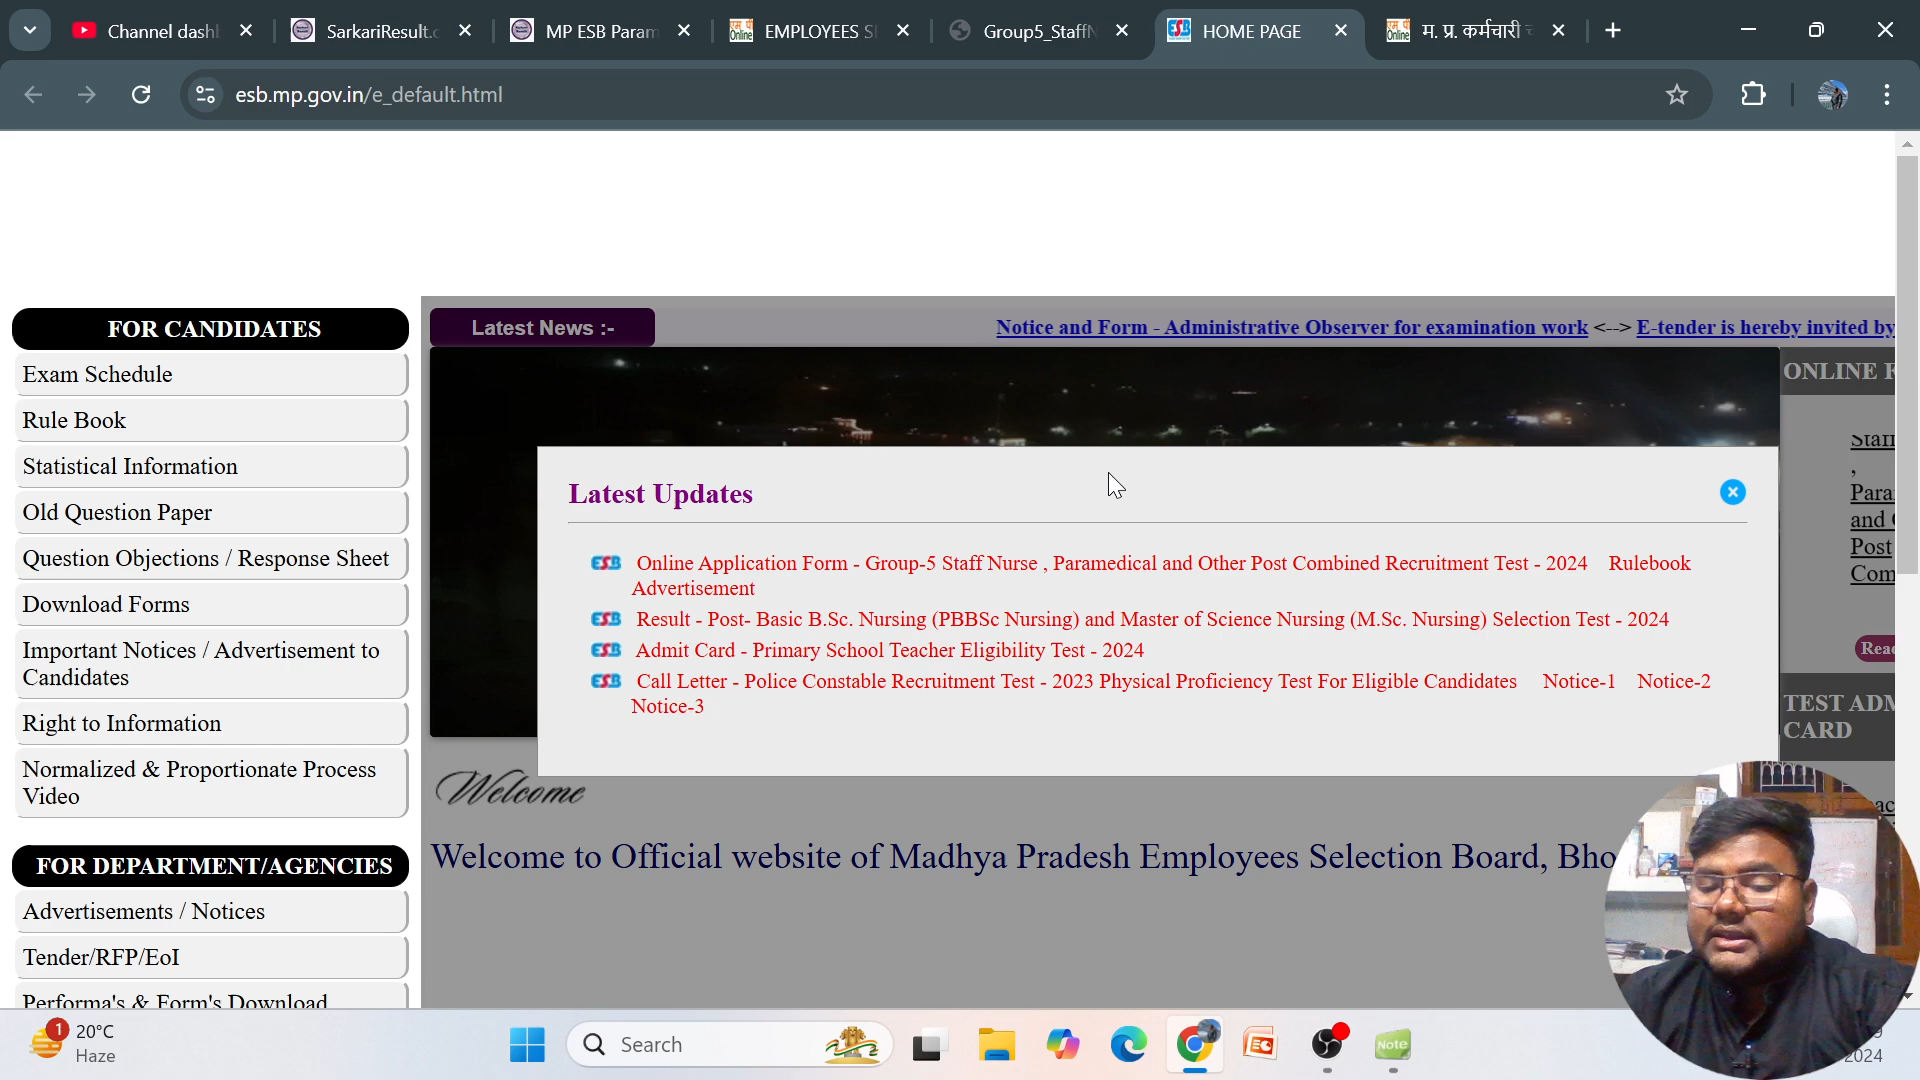 Channel dash
SarkariResult.c
MP ESB Param
EMPLOYEES S
Group5_Staff
HOME PAGE
म. प्र. कर्मचारी
esb.mp.gov.in/e_default.html
FOR CANDIDATES
Exam Schedule
Rule Book
Statistical Information
Old Question Paper
Question Objections / Response Sheet
Download Forms
Important Notices / Advertisement to
Candidates
Right to Information
Normalized & Proportionate Process
Video
FOR DEPARTMENT/AGENCIES
Advertisements / Notices
Tender/RFP/EoI
Performa's & Form's Download
Latest News :-
Notice and Form - Administrative Observer for examination work <--> E-tender is hereby invited by
Latest Updates
ESB Online Application Form - Group-5 Staff Nurse , Paramedical and Other Post Combined Recruitment Test - 2024 Rulebook
Advertisement
ESB Result - Post- Basic B.Sc. Nursing (PBBSc Nursing) and Master of Science Nursing (M.Sc. Nursing) Selection Test - 2024
ESB Admit Card - Primary School Teacher Eligibility Test - 2024
ESB Call Letter - Police Constable Recruitment Test - 2023 Physical Proficiency Test For Eligible Candidates Notice-1 Notice-2
Notice-3
Welcome
Welcome to Official website of Madhya Pradesh Employees Selection Board, Bho
ONLINE F
,
Para
and
Post
Com
Read
TEST ADM
CARD
1
20°C
Haze
Search
Note
2024